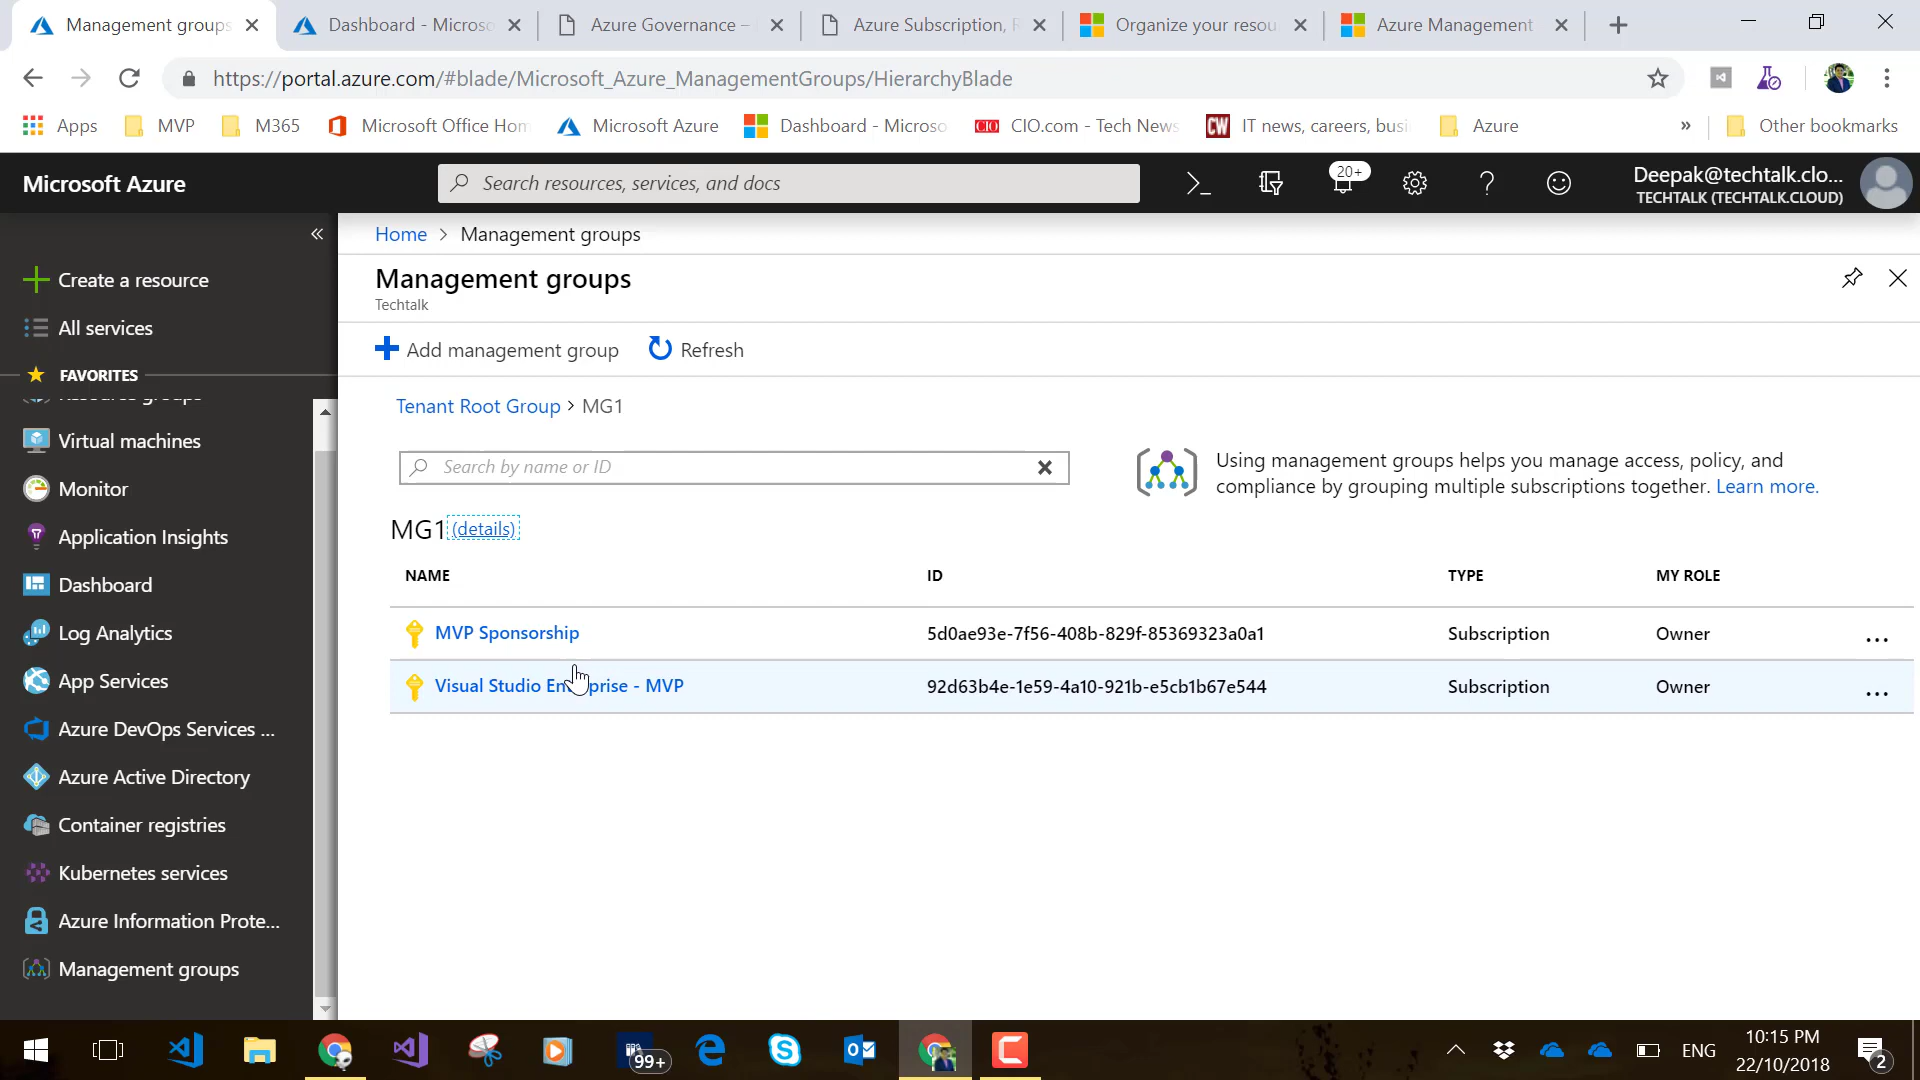 Management groups
Dashboard - Microso
Azure Governance –
Azure Subscription, R
Organize your resou
Azure Management
https://portal.azure.com/#blade/Microsoft_Azure_ManagementGroups/HierarchyBlade
Apps
MVP
M365
Microsoft Office Hom
Microsoft Azure
Dashboard - Microso
CIO
CIO.com - Tech News
CW
IT news, careers, busi
Azure
»
Other bookmarks
Microsoft Azure
Search resources, services, and docs
20+
Deepak@techtalk.clo...
TECHTALK (TECHTALK.CLOUD)
«
Home > Management groups
Create a resource
All services
FAVORITES
Resource groups
Virtual machines
Monitor
Application Insights
Dashboard
Log Analytics
App Services
Azure DevOps Services ...
Azure Active Directory
Container registries
Kubernetes services
Azure Information Prote...
Management groups
Management groups
Techtalk
Add management group
Refresh
Tenant Root Group > MG1
Search by name or ID
Using management groups helps you manage access, policy, and
compliance by grouping multiple subscriptions together. Learn more.
MG1 (details)
NAME ID TYPE MY ROLE
MVP Sponsorship 5d0ae93e-7f56-408b-829f-85369323a0a1 Subscription Owner ...
Visual Studio Enterprise - MVP 92d63b4e-1e59-4a10-921b-e5cb1b67e544 Subscription Owner ...
99+
ENG
10:15 PM
22/10/2018
2